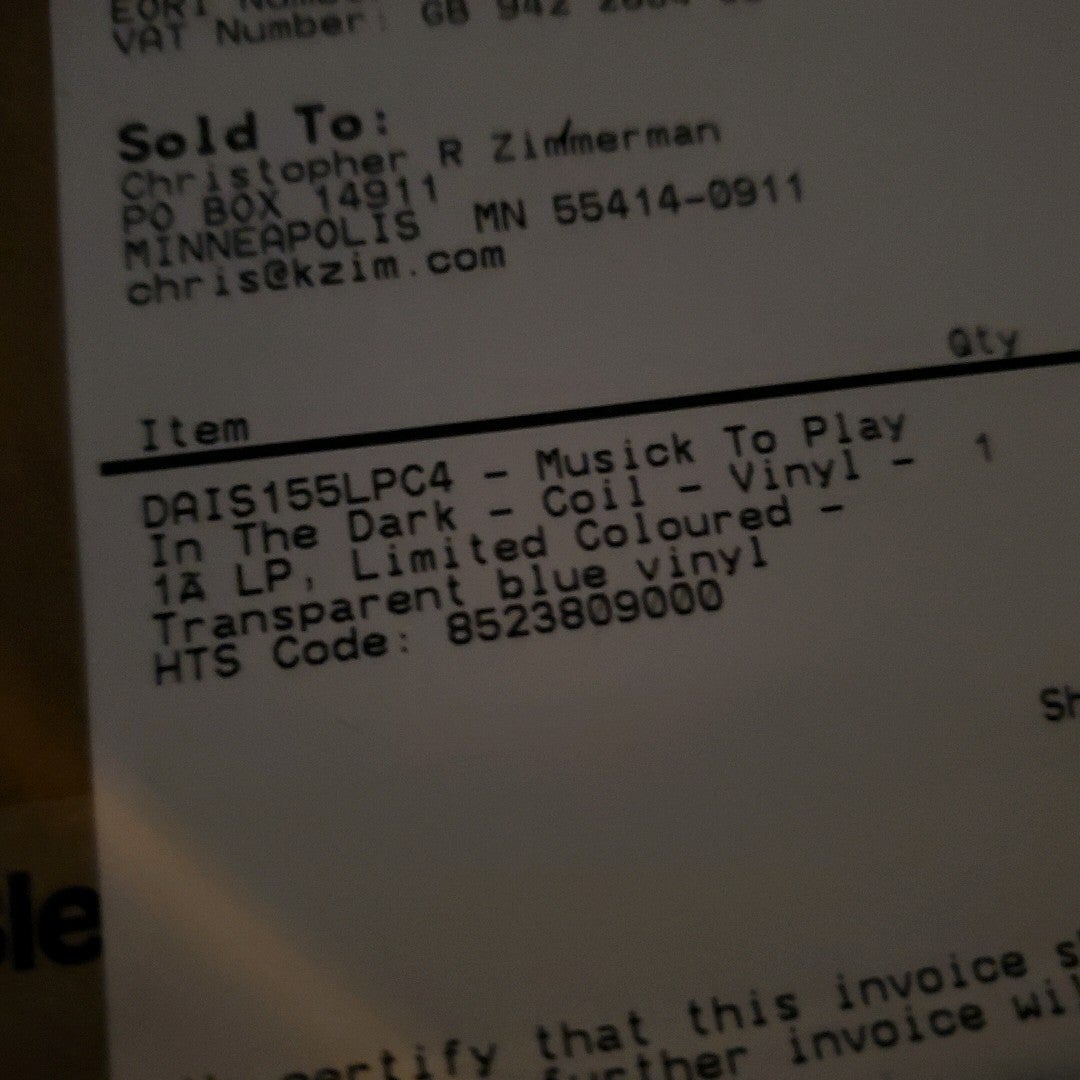 VAT Number: GB 942
Sold To:
Christopher R Zimmerman
PO BOX 14911
MINNEAPOLIS MN 55414-0911
chris@kzim.com
Item Qty
DAIS155LPC4 - Musick To Play 1
In The Dark - Coil - Vinyl -
1Ä LP, Limited Coloured -
Transparent blue vinyl
HTS Code: 8523809000
that this invoice
invoice